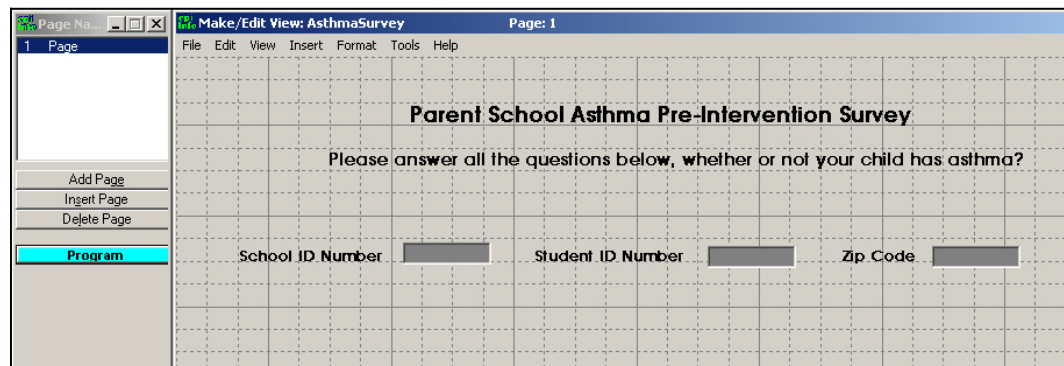 Page Na...
Epi Info Make/Edit View: AsthmaSurvey Page: 1
File Edit View Insert Format Tools Help
1 Page
Parent School Asthma Pre-Intervention Survey
Please answer all the questions below, whether or not your child has asthma?
Add Page
Insert Page
Delete Page
Program
School ID Number Student ID Number Zip Code